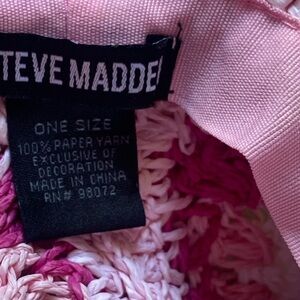 TEVE MADDE
ONE SIZE
100% PAPER YARN
EXCLUSIVE OF
DECORATION
MADE IN CHINA
RN# 98072